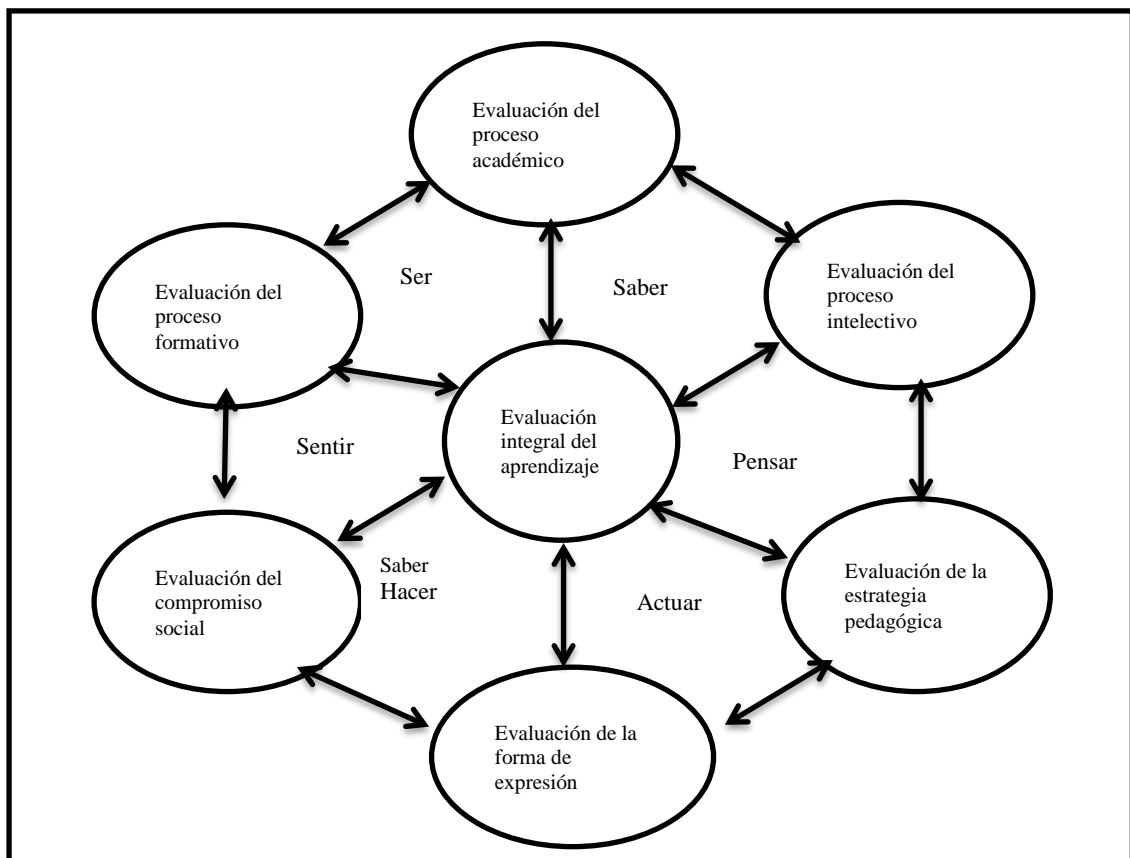 Evaluación del
proceso
académico
Evaluación del
proceso
formativo
Ser
Saber
Evaluación del
proceso
intelectivo
Evaluación
integral del
aprendizaje
Sentir
Pensar
Evaluación del
compromiso
social
Saber
Hacer
Actuar
Evaluación de la
estrategia
pedagógica
Evaluación de la
forma de
expresión